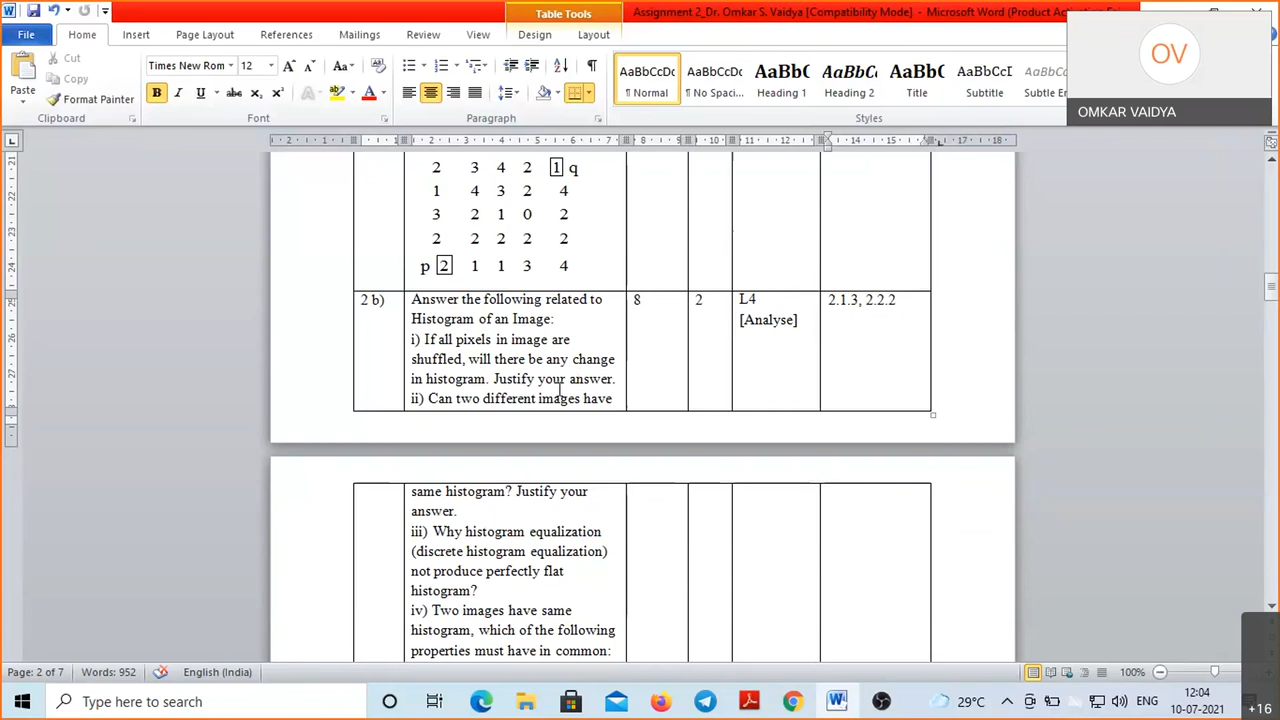 Table Tools
Assignment 2_Dr. Omkar S. Vaidya [Compatibility Mode] - Microsoft Word (Product Activation
File
Home
Insert
Page Layout
References
Mailings
Review
View
Design
Layout
OV
OMKAR VAIDYA
Paste
Cut
Copy
Format Painter
Clipboard
Times New Rom
12
Font
Paragraph
AaBbCcDc
¶ Normal
AaBbCcDc
¶ No Spaci...
AaBbC
Heading 1
AaBbC
Heading 2
AaBbC
Title
AaBbCcDc
Subtitle
AaBbCcDc
Subtle En
Styles
2 3 4 2 1 q
1 4 3 2 4
3 2 1 0 2
2 2 2 2 2
p 2 1 1 3 4
2 b)
Answer the following related to
Histogram of an Image:
i) If all pixels in image are
shuffled, will there be any change
in histogram. Justify your answer.
ii) Can two different images have
8
2
L4
[Analyse]
2.1.3, 2.2.2
same histogram? Justify your
answer.
iii) Why histogram equalization
(discrete histogram equalization)
not produce perfectly flat
histogram?
iv) Two images have same
histogram, which of the following
properties must have in common:
Page: 2 of 7
Words: 952
English (India)
100%
Type here to search
29°C
ENG
12:04
10-07-2021
+16